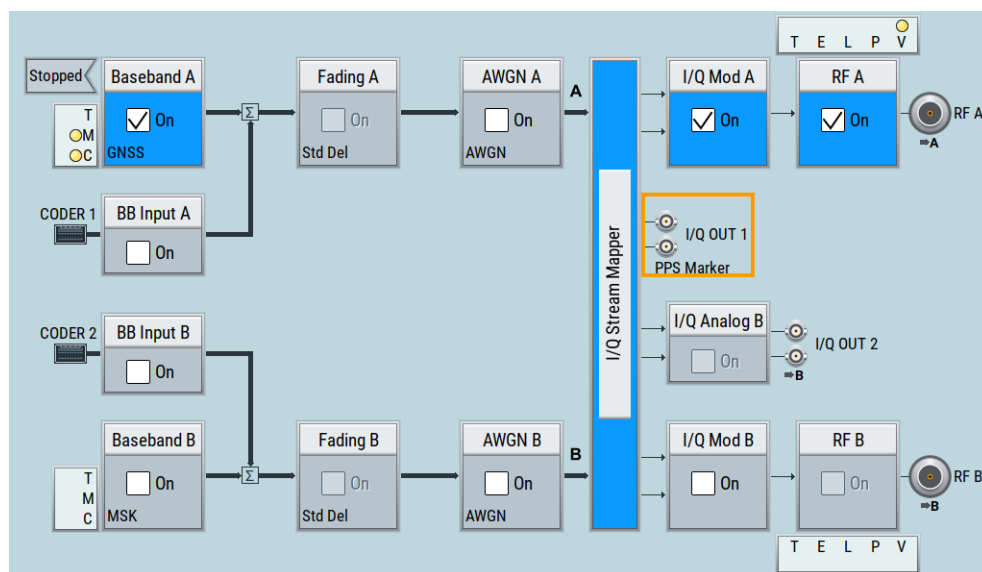 T E L P V
Stopped
Baseband A
On
GNSS
T
M
C
Σ
Fading A
On
Std Del
AWGN A
On
AWGN
A
I/Q Mod A
On
RF A
On
RF A
➡A
CODER 1
BB Input A
On
I/Q Stream Mapper
I/Q OUT 1
PPS Marker
CODER 2
BB Input B
On
I/Q Analog B
On
I/Q OUT 2
➡B
Baseband B
On
MSK
T
M
C
Σ
Fading B
On
Std Del
AWGN B
On
AWGN
B
I/Q Mod B
On
RF B
On
RF B
➡B
T E L P V